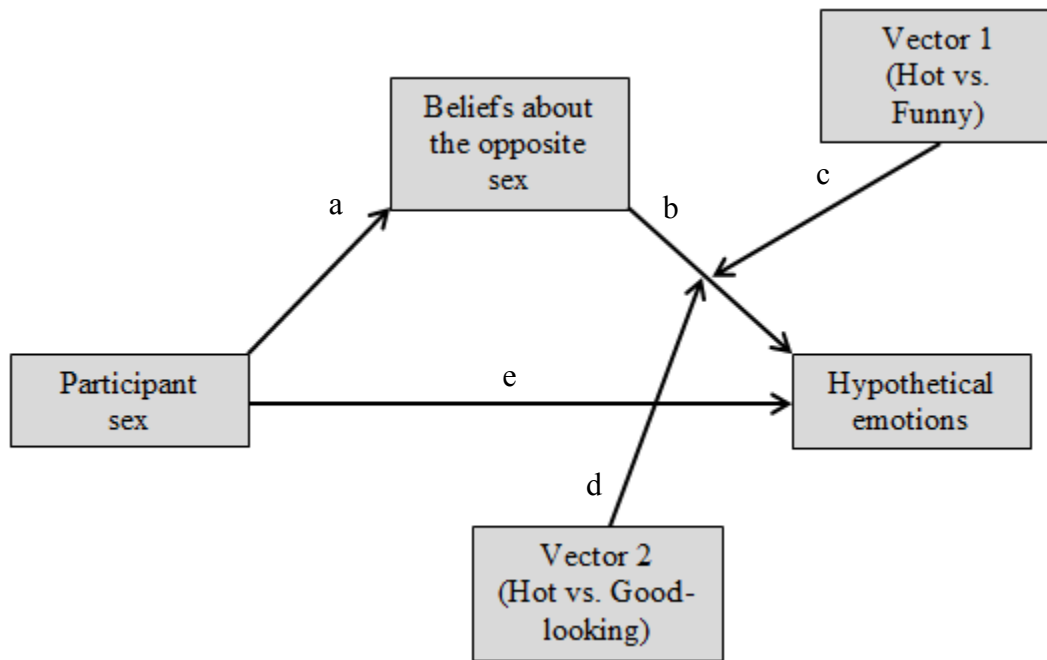 Vector 1
(Hot vs.
Funny)
Beliefs about
the opposite
sex
c
a
b
Participant
sex
e
Hypothetical
emotions
d
Vector 2
(Hot vs. Good-
looking)